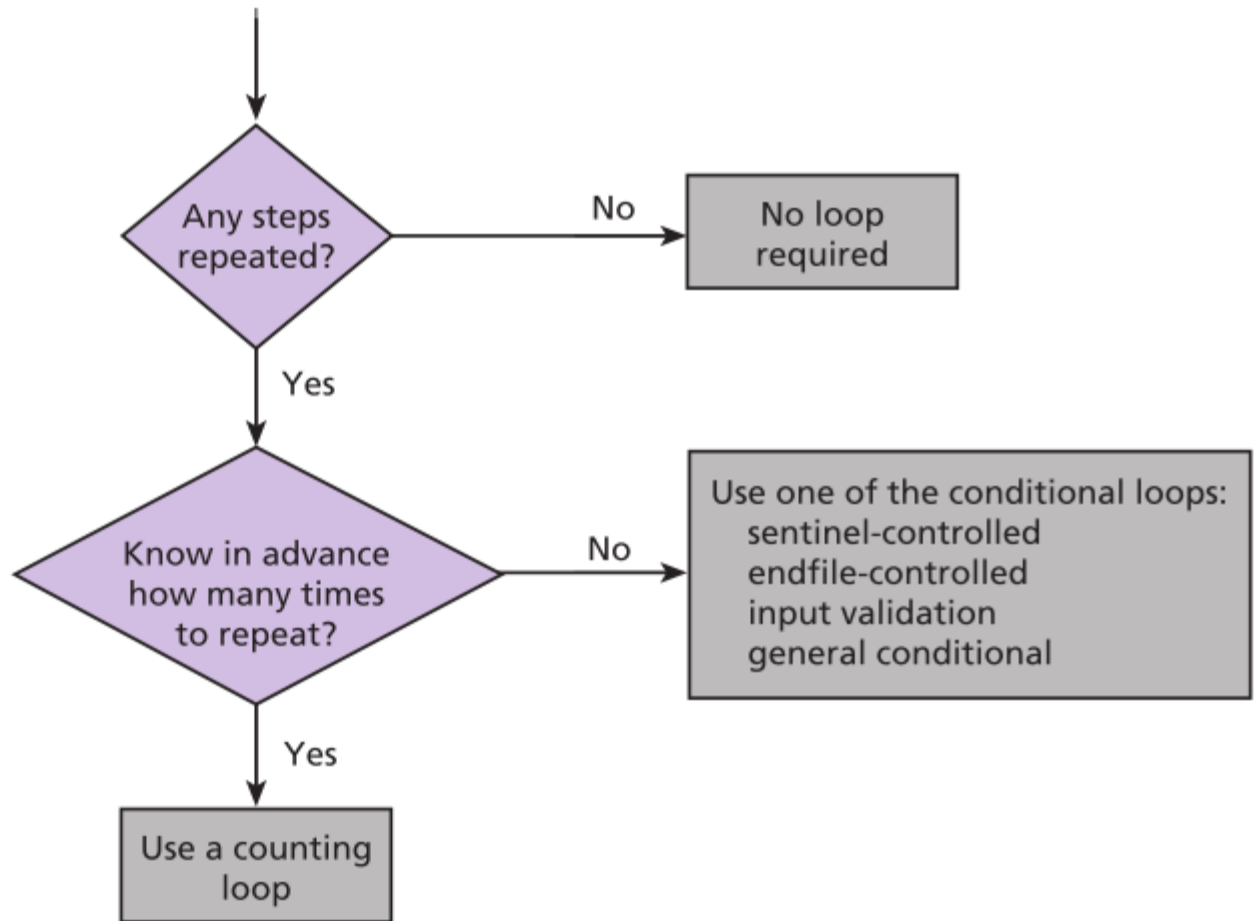 Any steps
repeated?
No
No loop
required
Yes
Know in advance
how many times
to repeat?
No
Use one of the conditional loops:
sentinel-controlled
endfile-controlled
input validation
general conditional
Yes
Use a counting
loop